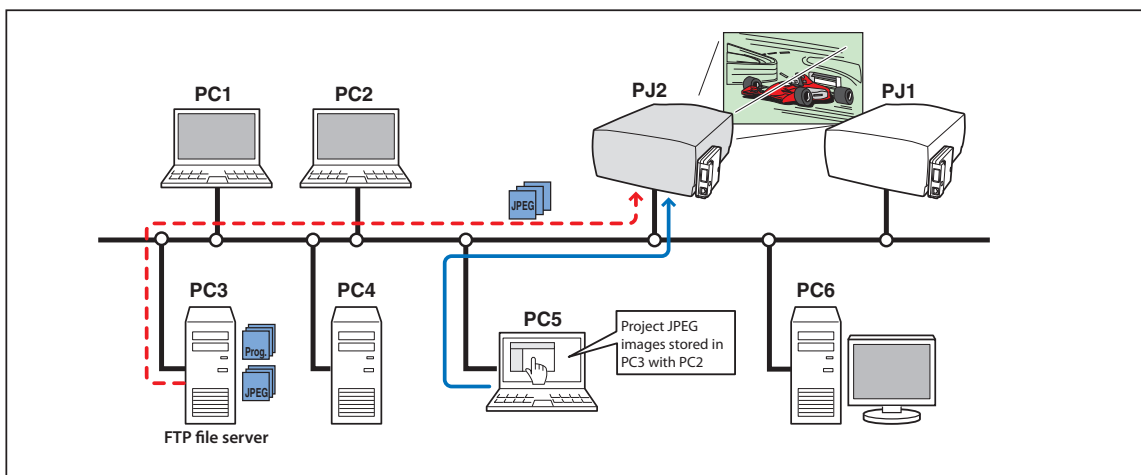 PC1
PC2
PJ2
PJ1
JPEG
PC3
PC4
PC5
PC6
Prog.
JPEG
Project JPEG
images stored in
PC3 with PC2
FTP file server